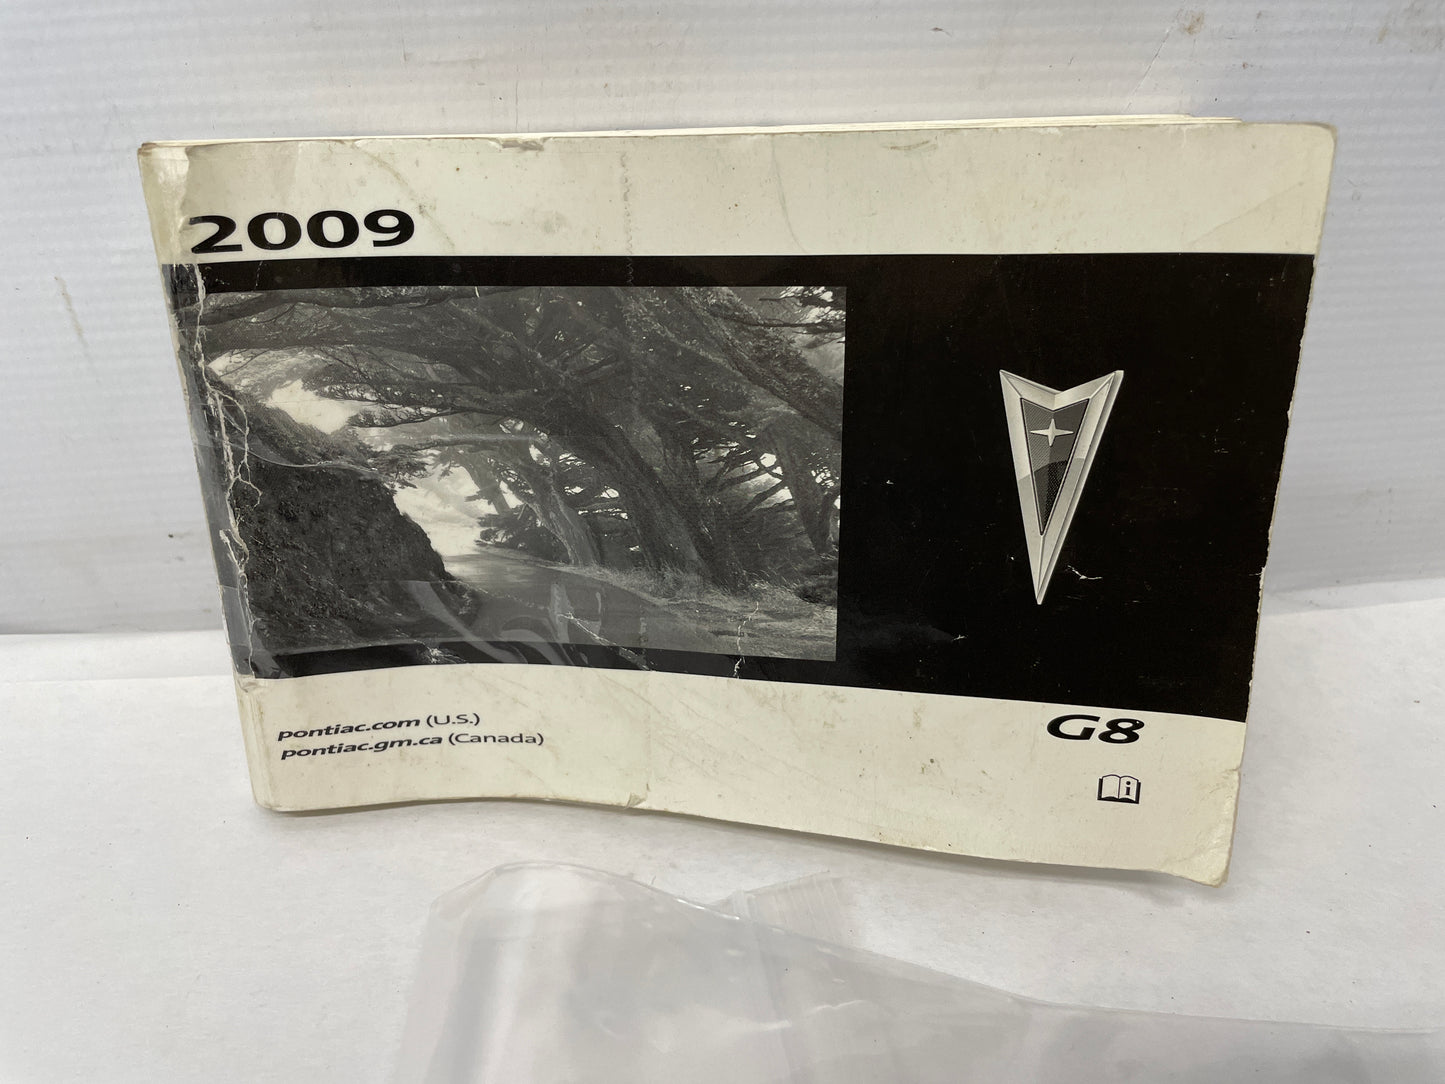 2009
pontiac.com (U.S.)
pontiac.gm.ca (Canada)
G8
i